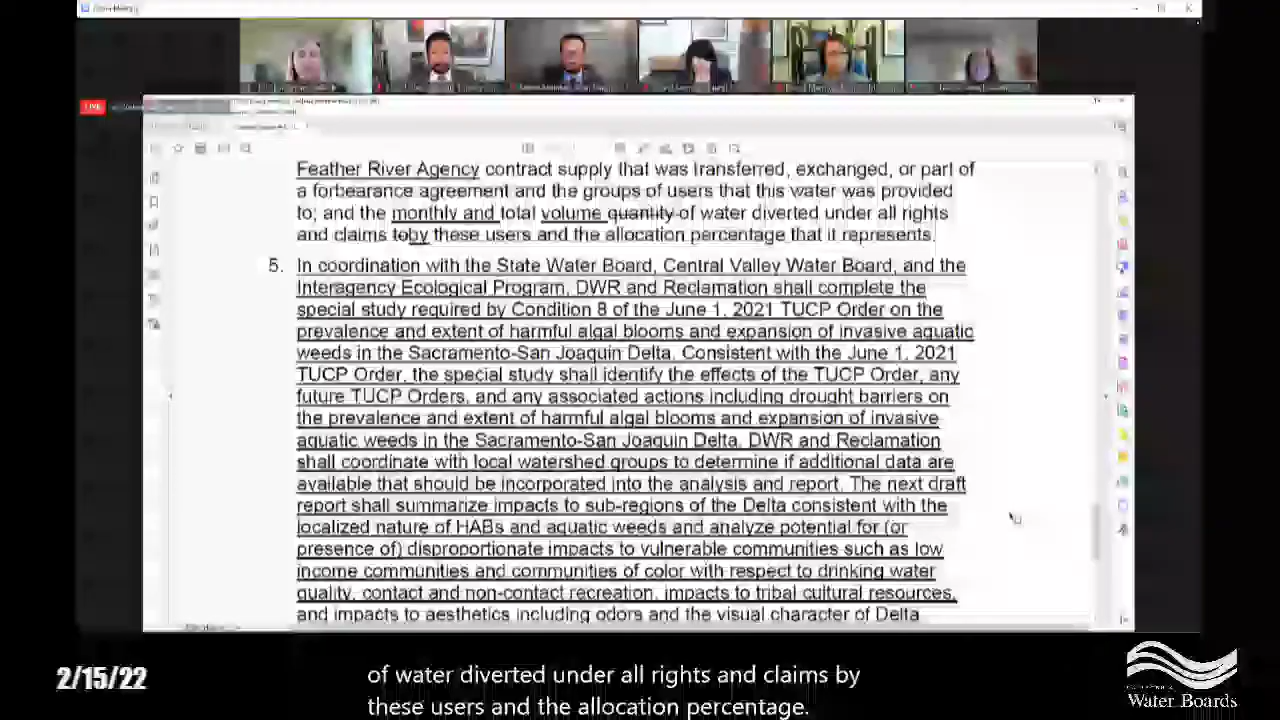 LIVE
Feather River Agency contract supply that was transferred, exchanged, or part of
a forbearance agreement and the groups of users that this water was provided
to; and the monthly and total volume quantity of water diverted under all rights
and claims toby these users and the allocation percentage that it represents.
5. In coordination with the State Water Board, Central Valley Water Board, and the
Interagency Ecological Program, DWR and Reclamation shall complete the
special study required by Condition 8 of the June 1, 2021 TUCP Order on the
prevalence and extent of harmful algal blooms and expansion of invasive aquatic
weeds in the Sacramento-San Joaquin Delta. Consistent with the June 1, 2021
TUCP Order, the special study shall identify the effects of the TUCP Order, any
future TUCP Orders, and any associated actions including drought barriers on
the prevalence and extent of harmful algal blooms and expansion of invasive
aquatic weeds in the Sacramento-San Joaquin Delta. DWR and Reclamation
shall coordinate with local watershed groups to determine if additional data are
available that should be incorporated into the analysis and report. The next draft
report shall summarize impacts to sub-regions of the Delta consistent with the
localized nature of HABs and aquatic weeds and analyze potential for (or
presence of) disproportionate impacts to vulnerable communities such as low
income communities and communities of color with respect to drinking water
quality, contact and non-contact recreation, impacts to tribal cultural resources,
and impacts to aesthetics including odors and the visual character of Delta
2/15/22
of water diverted under all rights and claims by
these users and the allocation percentage.
Water Boards